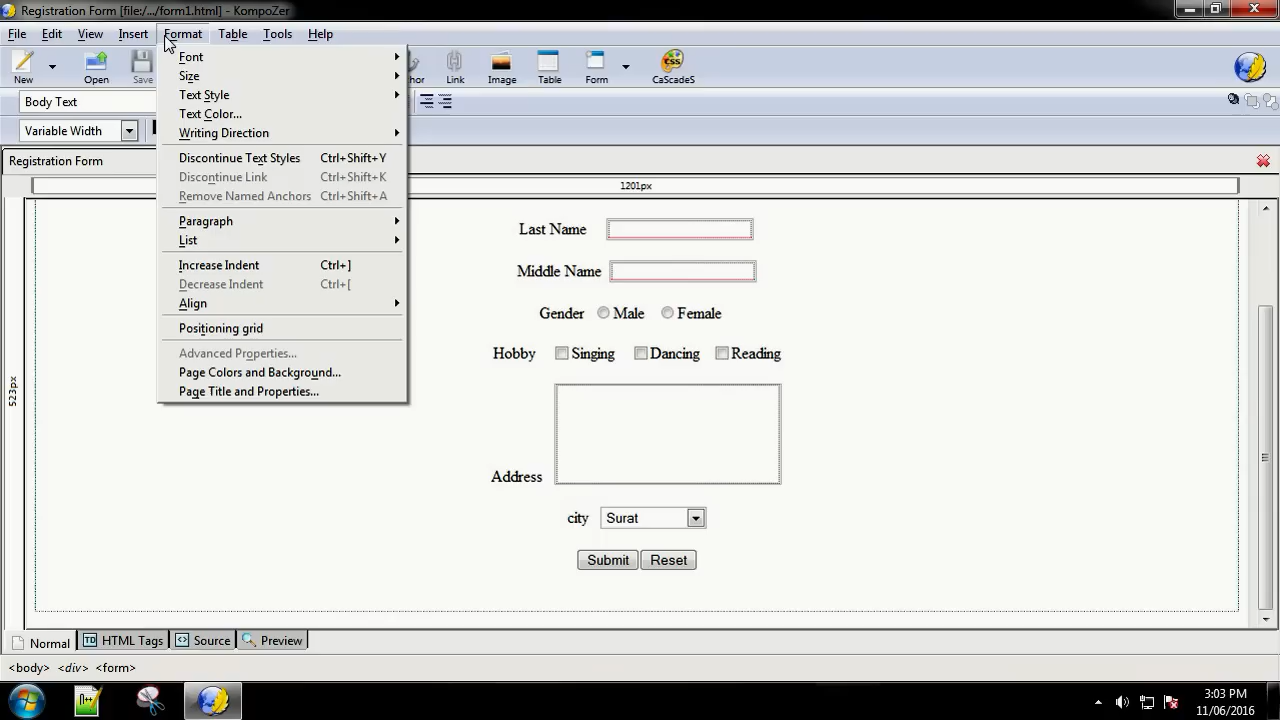 Registration Form [file:/.../form1.html] - KompoZer
File Edit View Insert Format Table Tools Help
New Open Save Link Image Table Form CaScadeS
Body Text
Variable Width
Registration Form
1201px
523px
Font
Size
Text Style
Text Color...
Writing Direction
Discontinue Text Styles Ctrl+Shift+Y
Discontinue Link Ctrl+Shift+K
Remove Named Anchors Ctrl+Shift+A
Paragraph
List
Increase Indent Ctrl+]
Decrease Indent Ctrl+[
Align
Positioning grid
Advanced Properties...
Page Colors and Background...
Page Title and Properties...
Last Name
Middle Name
Gender Male Female
Hobby Singing Dancing Reading
Address
city Surat
Submit Reset
Normal TD HTML Tags <> Source Preview
<body> <div> <form>
3:03 PM
11/06/2016